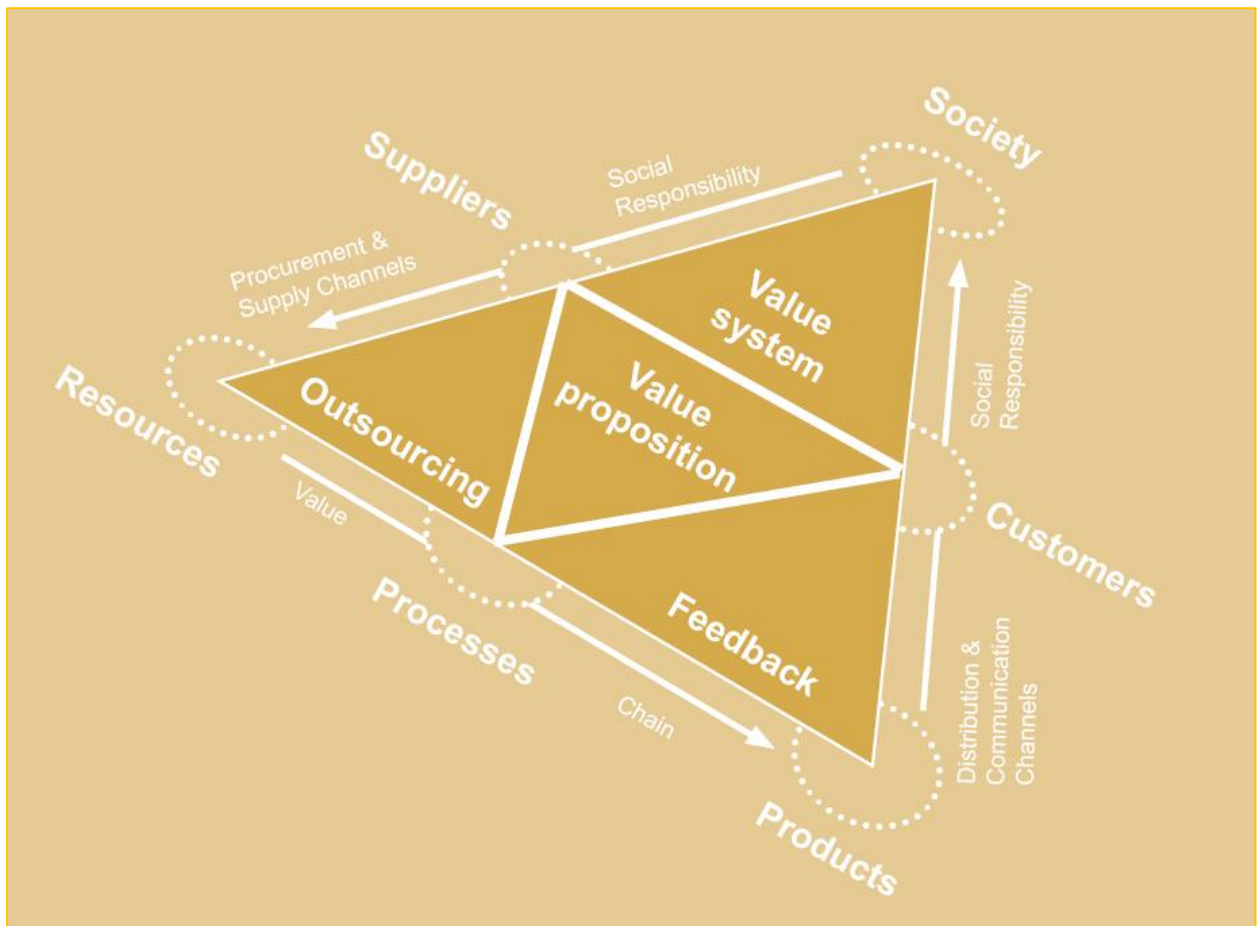 Society
Suppliers
Social
Responsibility
Procurement &
Supply Channels
Value
system
Social
Responsibility
Value
proposition
Resources
Outsourcing
Value
Customers
Processes
Feedback
Chain
Distribution &
Communication
Channels
Products